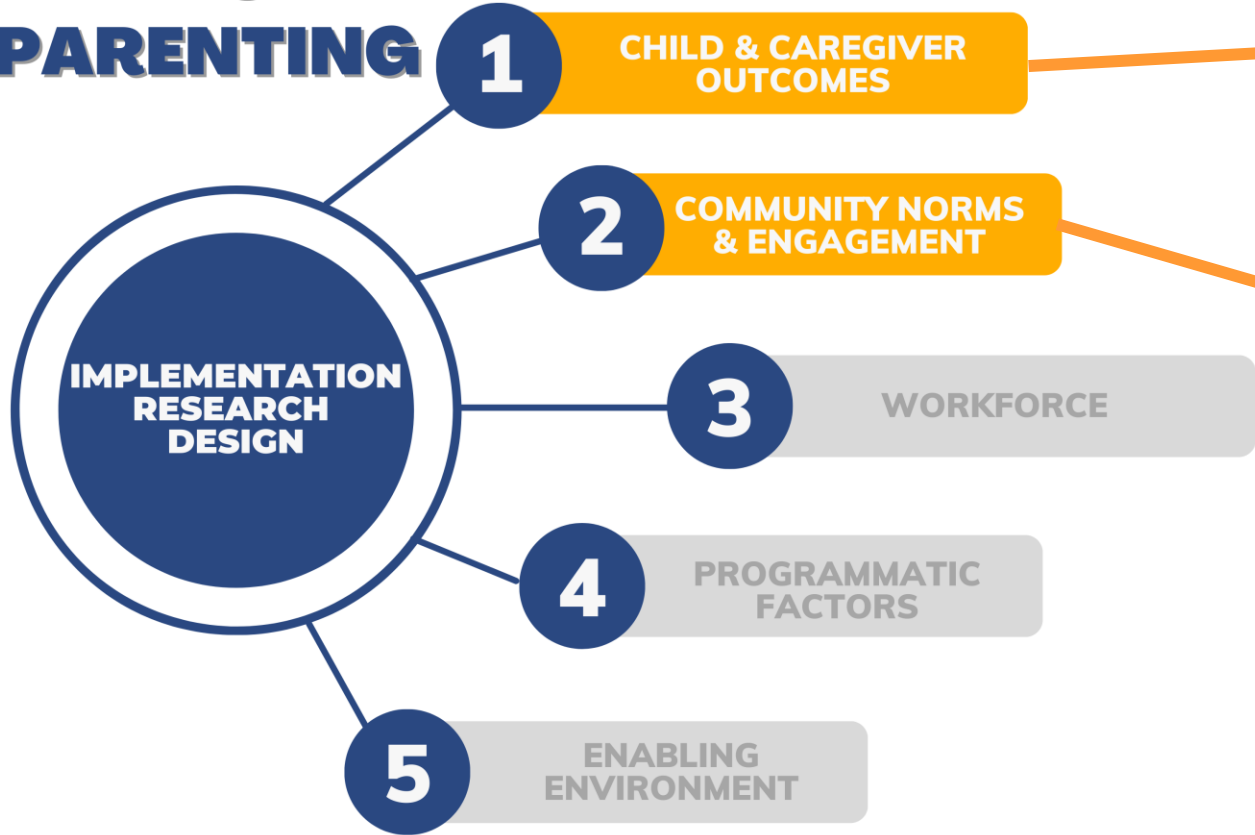 PARENTING
1
CHILD & CAREGIVER
OUTCOMES
2
COMMUNITY NORMS
& ENGAGEMENT
IMPLEMENTATION
RESEARCH
DESIGN
3
WORKFORCE
4
PROGRAMMATIC
FACTORS
5
ENABLING
ENVIRONMENT